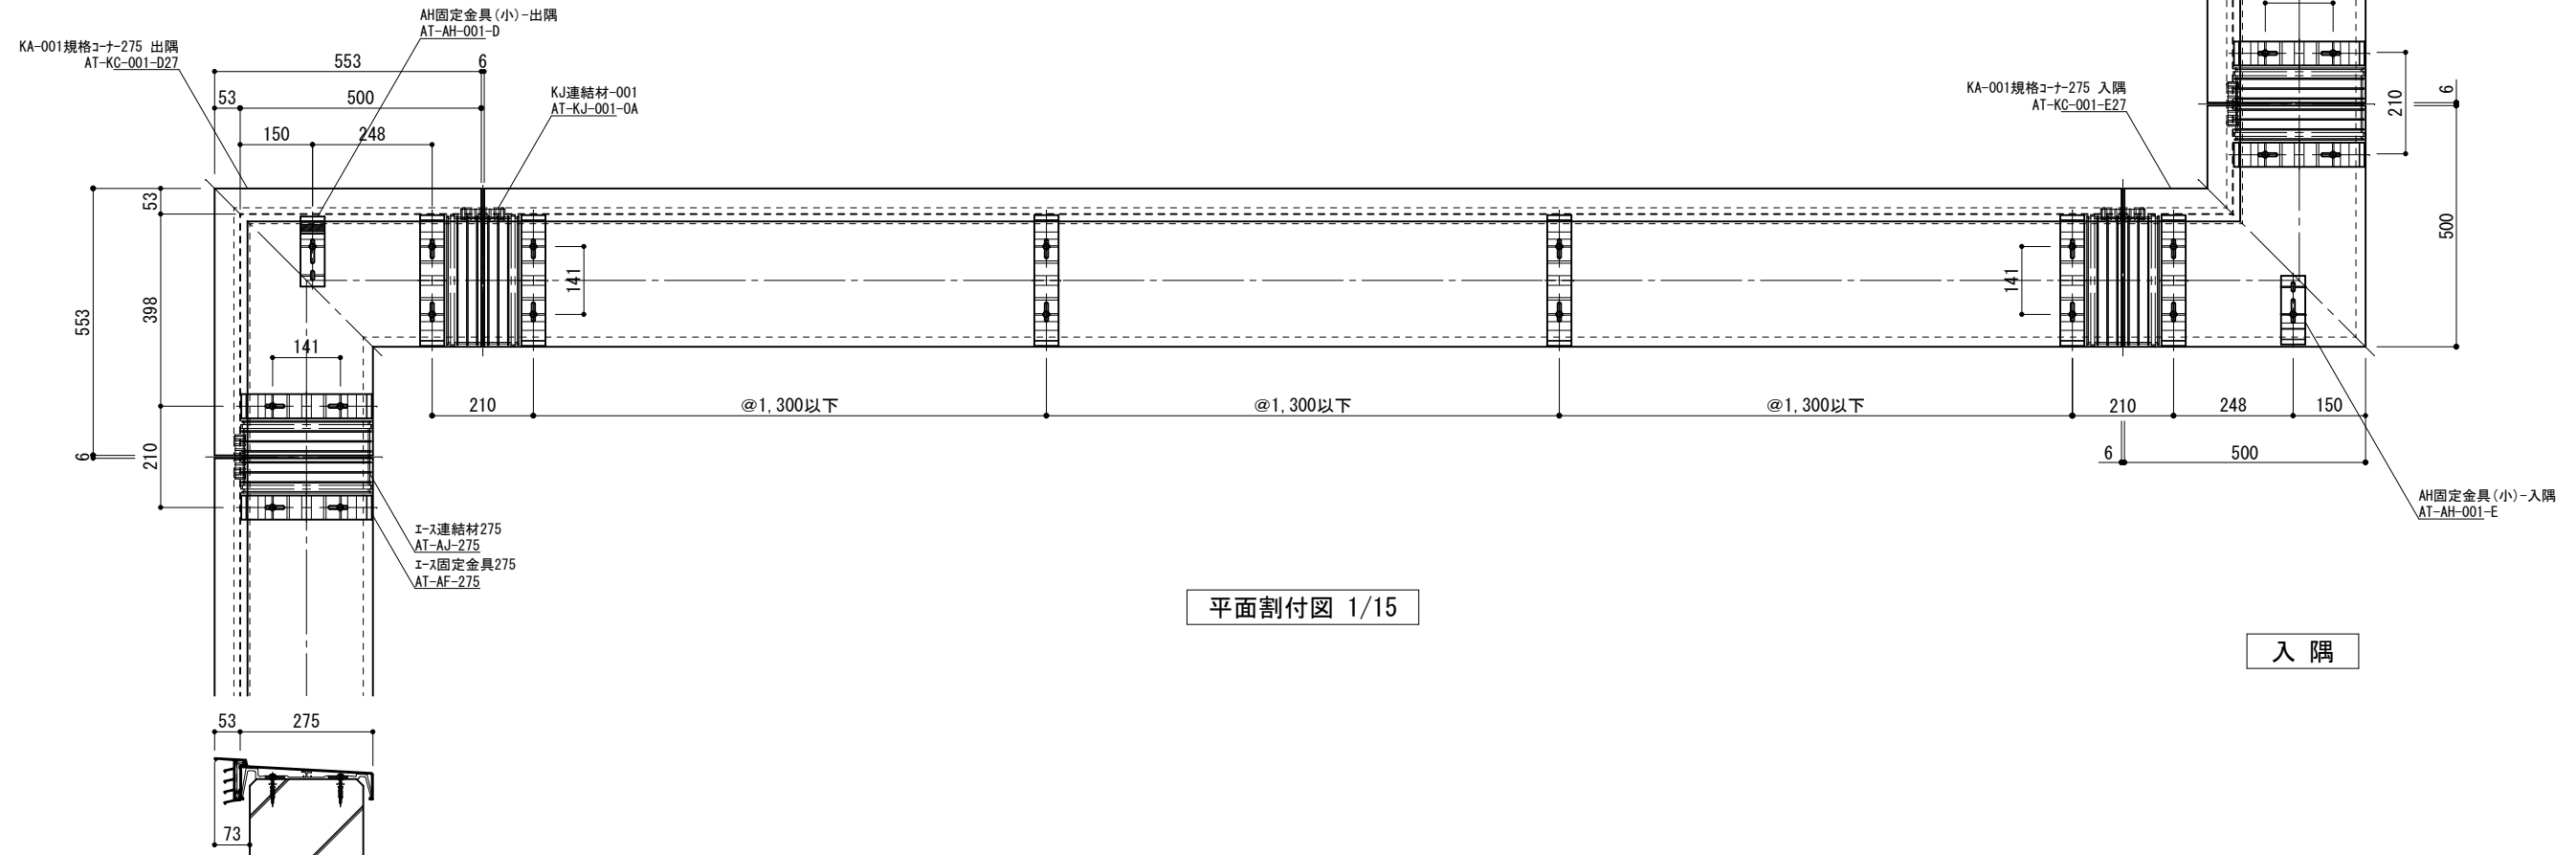 AH固定金具(小)-出隅
AT-AH-001-D
KA-001規格ｺｰﾅｰ275 出隅
AT-KC-001-D27
553
6
KJ連結材-001
AT-KJ-001-0A
53
500
150
248
KA-001規格ｺｰﾅｰ275 入隅
AT-KC-001-E27
210
6
500
53
398
553
141
141
141
210
6
210
@1,300以下
@1,300以下
@1,300以下
210
248
150
6
500
AH固定金具(小)-入隅
AT-AH-001-E
ｴｰｽ連結材275
AT-AJ-275
ｴｰｽ固定金具275
AT-AF-275
平面割付図 1/15
入 隅
53
275
73